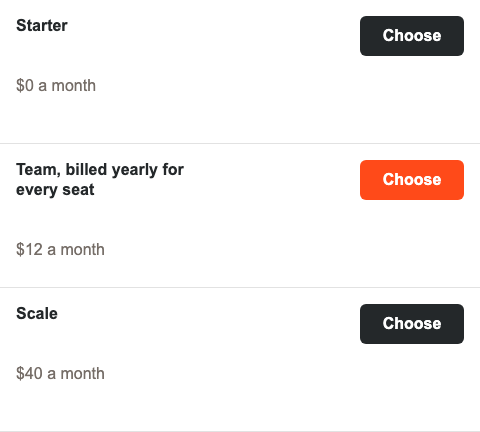 Starter
Choose
$0 a month
Team, billed yearly for
every seat
Choose
$12 a month
Scale
Choose
$40 a month